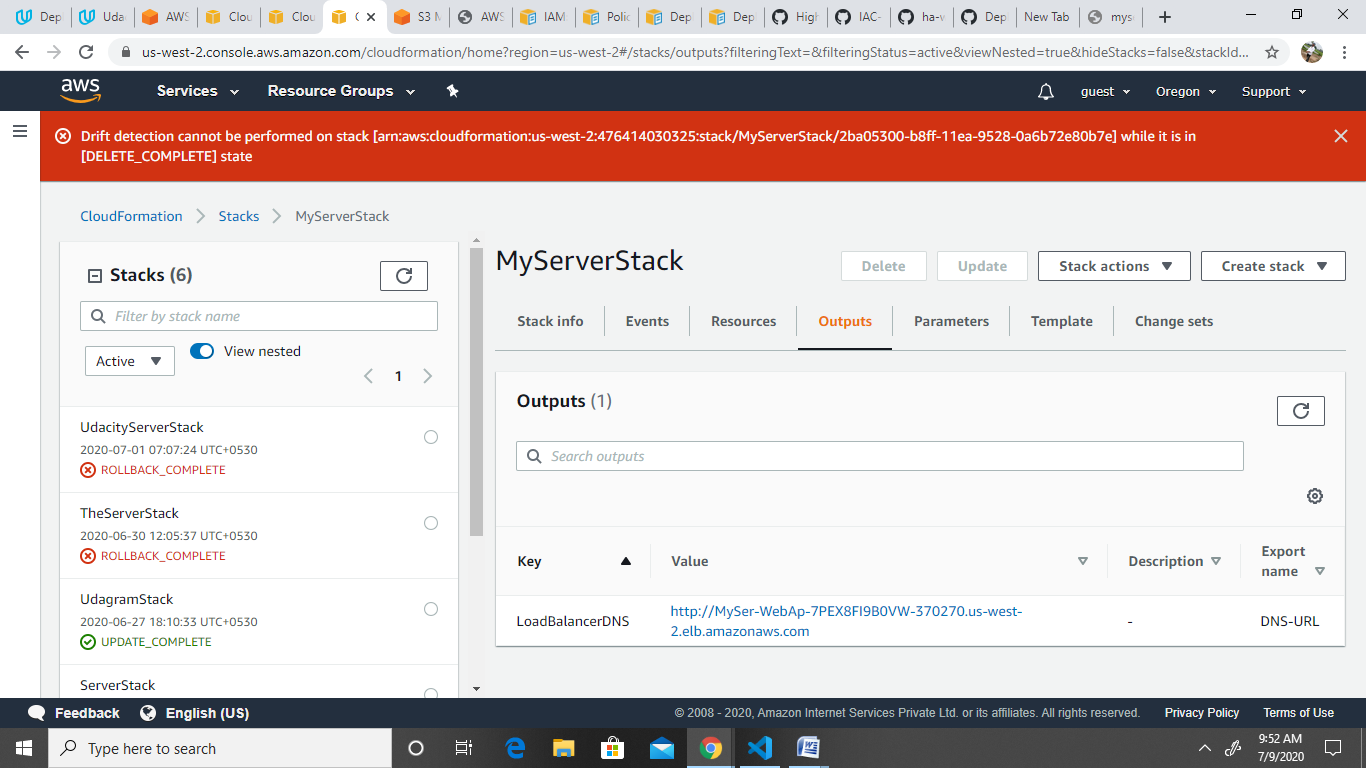 Dep
Uda
AWS
Clou
Clou
C
S3 M
AWS
IAM
Polic
Dep
Dep
High
IAC-
ha-v
Dep
New Tab
myse
us-west-2.console.aws.amazon.com/cloudformation/home?region=us-west-2#/stacks/outputs?filteringText=&filteringStatus=active&viewNested=true&hideStacks=false&stackId...
aws
Services
Resource Groups
guest
Oregon
Support
Drift detection cannot be performed on stack [arn:aws:cloudformation:us-west-2:476414030325:stack/MyServerStack/2ba05300-b8ff-11ea-9528-0a6b72e80b7e] while it is in
[DELETE_COMPLETE] state
CloudFormation
Stacks
MyServerStack
Stacks (6)
Filter by stack name
Active
View nested
1
UdacityServerStack
2020-07-01 07:07:24 UTC+0530
ROLLBACK_COMPLETE
TheServerStack
2020-06-30 12:05:37 UTC+0530
ROLLBACK_COMPLETE
UdagramStack
2020-06-27 18:10:33 UTC+0530
UPDATE_COMPLETE
ServerStack
MyServerStack
Delete
Update
Stack actions
Create stack
Stack info
Events
Resources
Outputs
Parameters
Template
Change sets
Outputs (1)
Search outputs
Key
Value
Description
Export
name
LoadBalancerDNS
http://MySer-WebAp-7PEX8FI9B0VW-370270.us-west-
2.elb.amazonaws.com
-
DNS-URL
Feedback
English (US)
© 2008 - 2020, Amazon Internet Services Private Ltd. or its affiliates. All rights reserved.
Privacy Policy
Terms of Use
Type here to search
9:52 AM
7/9/2020